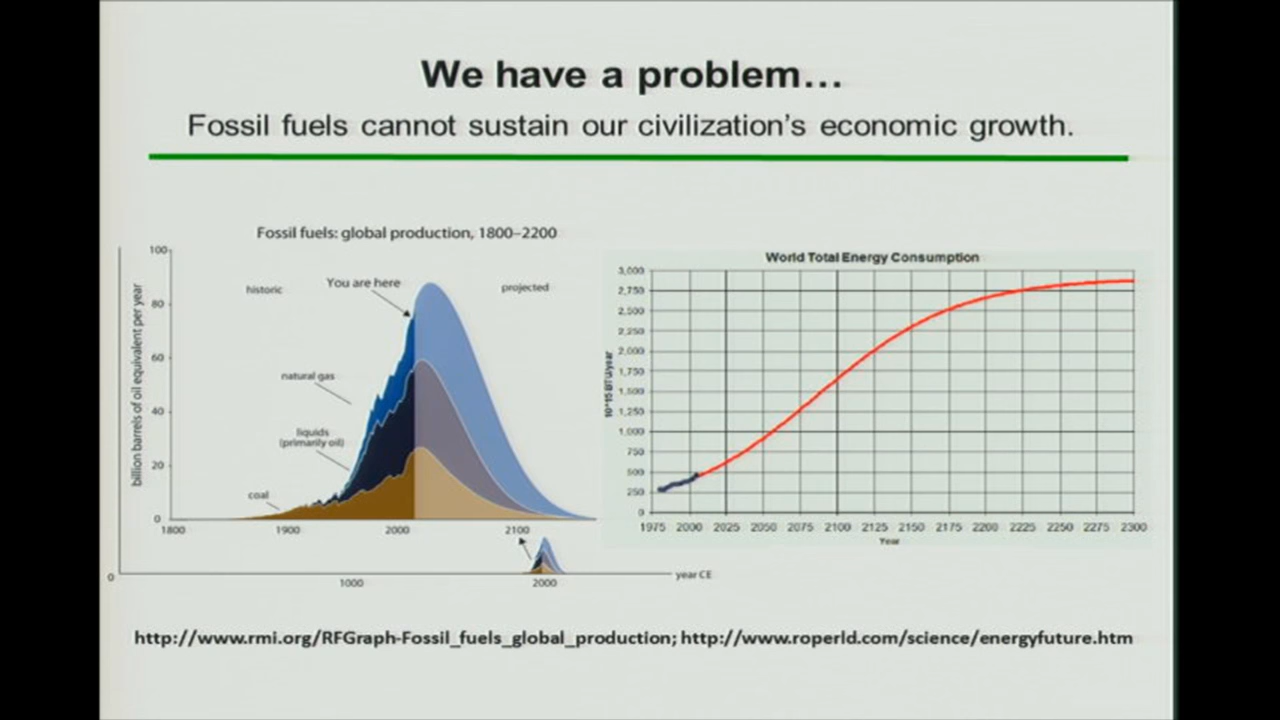 We have a problem…
Fossil fuels cannot sustain our civilization's economic growth.
Fossil fuels: global production, 1800–2200
billion barrels of oil equivalent per year
100
80
60
40
20
0
historic
You are here
projected
natural gas
liquids
(primarily oil)
coal
1800
1900
2000
2100
0
1000
2000
year CE
World Total Energy Consumption
10^15 BTU/year
3,000
2,750
2,500
2,250
2,000
1,750
1,500
1,250
1,000
750
500
250
0
1975 2000 2025 2050 2075 2100 2125 2150 2175 2200 2225 2250 2275 2300
Year
http://www.rmi.org/RFGraph-Fossil_fuels_global_production; http://www.roperld.com/science/energyfuture.htm